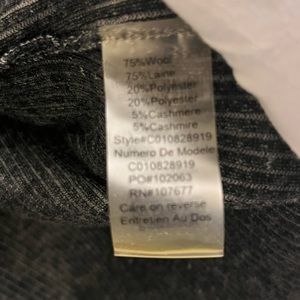 75%Wool
75%Laine
20%Polyester
20%Polyester
5%Cashmere
5%Cashmire
Style#C010828919
Numero De Modele
C010828919
PO#102063
RN#107677
Care on reverse
Entretien Au Dos